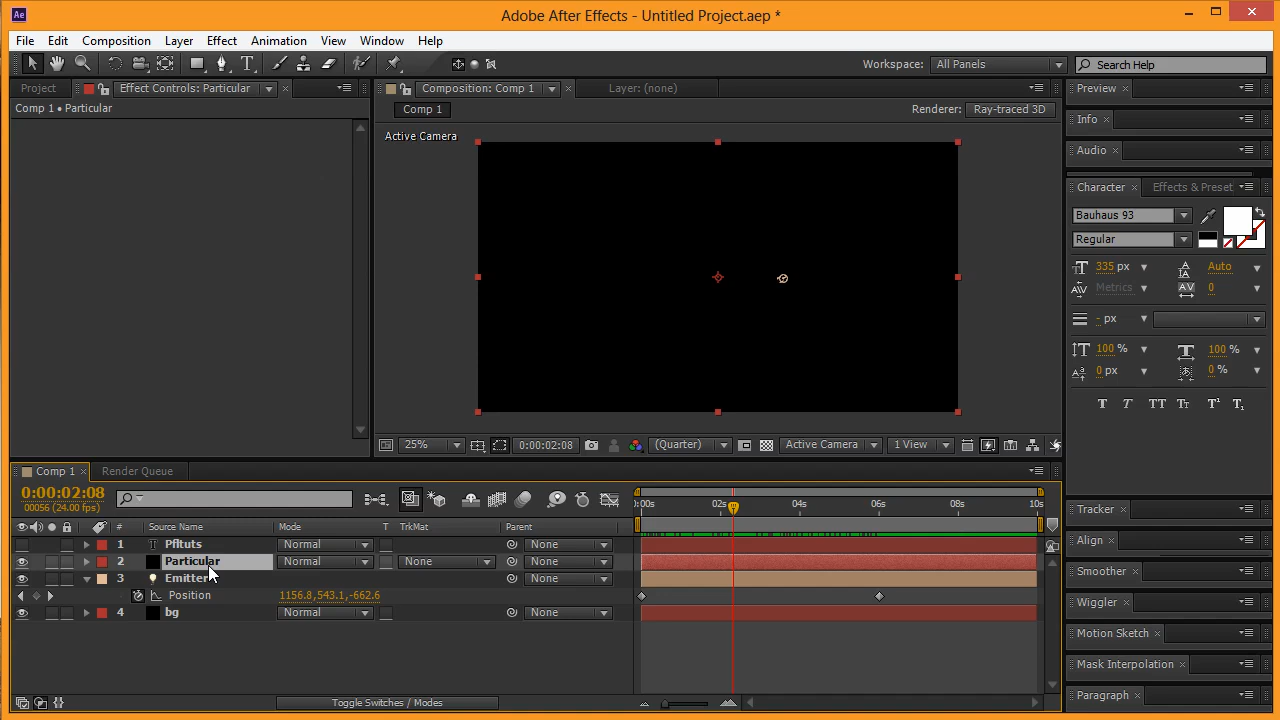 Ae
Adobe After Effects - Untitled Project.aep *
File Edit Composition Layer Effect Animation View Window Help
Workspace: All Panels Search Help
Project Effect Controls: Particular Composition: Comp 1 Layer: (none) Preview
Comp 1 • Particular Comp 1 Renderer: Ray-traced 3D Info
Active Camera
Audio
Character Effects & Preset
Bauhaus 93
Regular
335 px Auto
Metrics 0
- px
100 % 100 %
0 px 0 %
T T TT Tt T¹ T₁
25% 0:00:02:08 (Quarter) Active Camera 1 View
Comp 1 Render Queue
0:00:02:08
00056 (24.00 fps) 0:00s 02s 04s 06s 08s 10s
# Source Name Mode T TrkMat Parent
1 T Pfltuts Normal None
2 Particular Normal None None
3 Emitter None
Position 1156.8,543.1,-662.6
4 bg Normal None
Toggle Switches / Modes
Tracker
Align
Smoother
Wiggler
Motion Sketch
Mask Interpolation
Paragraph